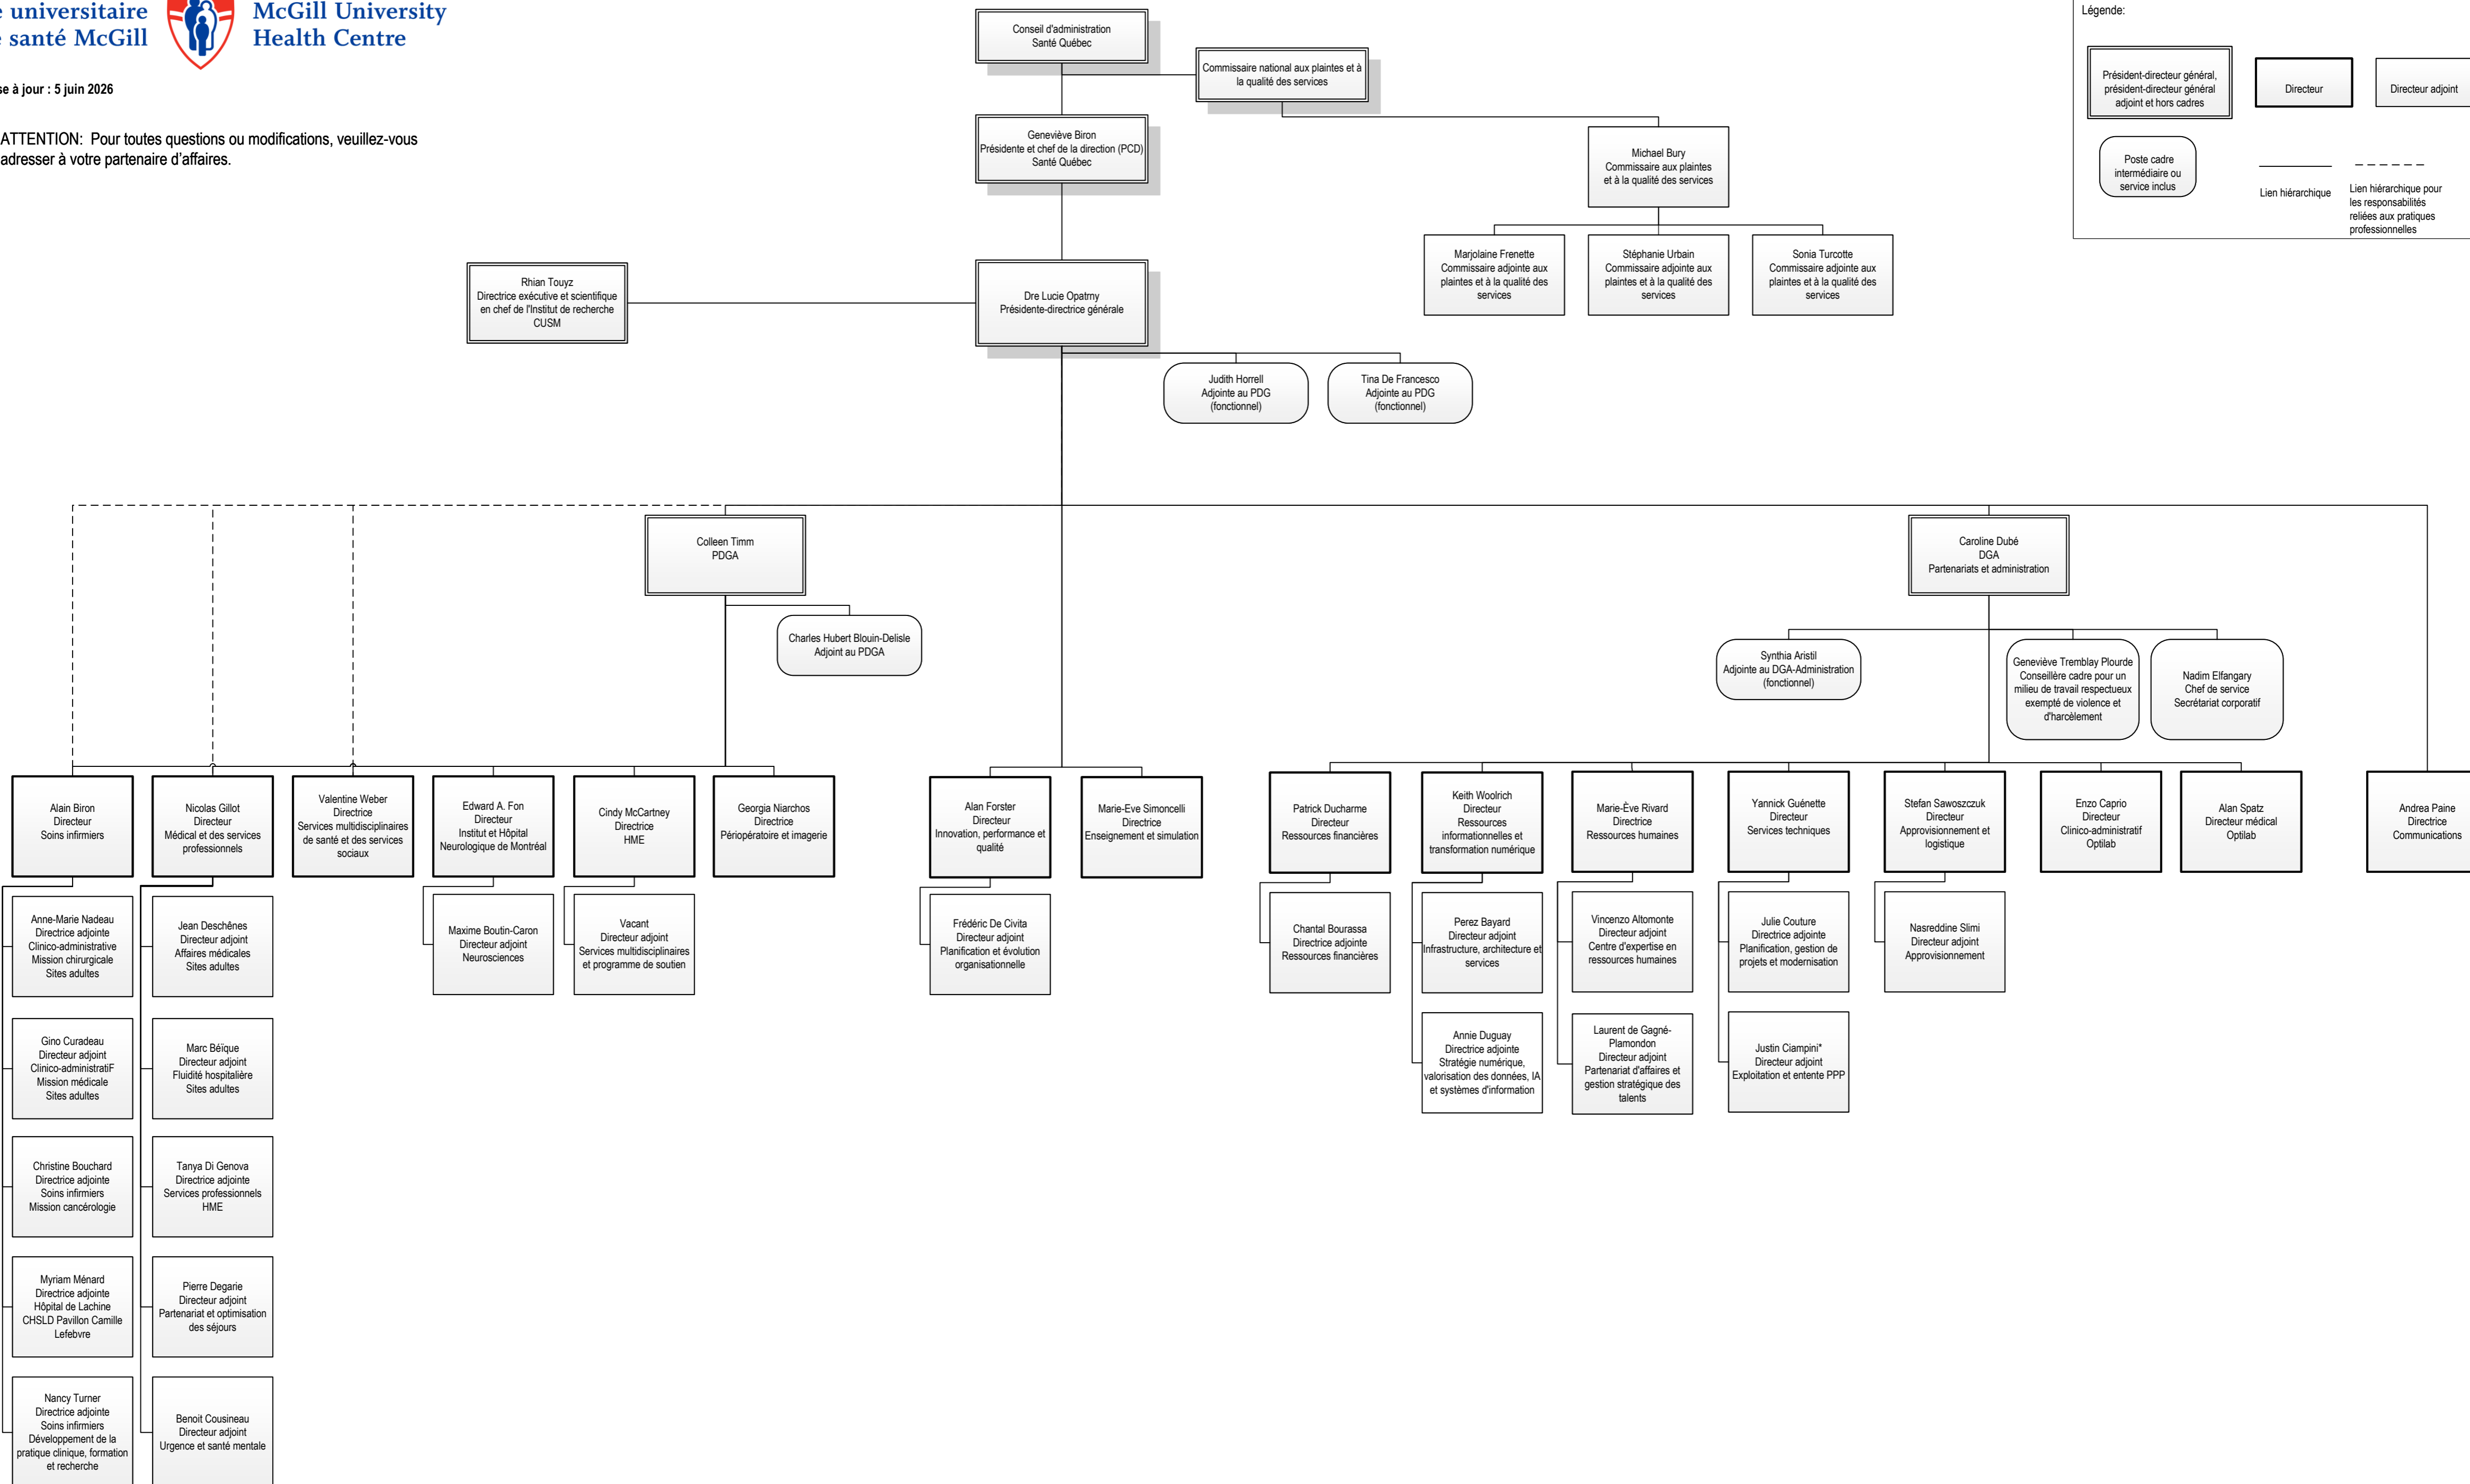 universitaire
santé McGill
McGill University
Health Centre
à jour : 5 juin 2026
ATTENTION: Pour toutes questions ou modifications, veuillez-vous
adresser à votre partenaire d'affaires.
Légende:
Président-directeur général,
président-directeur général
adjoint et hors cadres
Directeur
Directeur adjoint
Poste cadre
intermédiaire ou
service inclus
Lien hiérarchique
Lien hiérarchique pour
les responsabilités
reliées aux pratiques
professionnelles
Conseil d'administration
Santé Québec
Commissaire national aux plaintes et à
la qualité des services
Geneviève Biron
Présidente et chef de la direction (PCD)
Santé Québec
Michael Bury
Commissaire aux plaintes
et à la qualité des services
Marjolaine Frenette
Commissaire adjointe aux
plaintes et à la qualité des
services
Stéphanie Urbain
Commissaire adjointe aux
plaintes et à la qualité des
services
Sonia Turcotte
Commissaire adjointe aux
plaintes et à la qualité des
services
Rhian Touyz
Directrice exécutive et scientifique
en chef de l'Institut de recherche
CUSM
Dre Lucie Opatrny
Présidente-directrice générale
Judith Horrell
Adjointe au PDG
(fonctionnel)
Tina De Francesco
Adjointe au PDG
(fonctionnel)
Colleen Timm
PDGA
Caroline Dubé
DGA
Partenariats et administration
Charles Hubert Blouin-Delisle
Adjoint au PDGA
Synthia Aristil
Adjointe au DGA-Administration
(fonctionnel)
Geneviève Tremblay Plourde
Conseillère cadre pour un
milieu de travail respectueux
exempté de violence et
d'harcèlement
Nadim Elfangary
Chef de service
Secrétariat corporatif
Alain Biron
Directeur
Soins infirmiers
Nicolas Gillot
Directeur
Médical et des services
professionnels
Valentine Weber
Directrice
Services multidisciplinaires
de santé et des services
sociaux
Edward A. Fon
Directeur
Institut et Hôpital
Neurologique de Montréal
Cindy McCartney
Directrice
HME
Georgia Niarchos
Directrice
Périopératoire et imagerie
Alan Forster
Directeur
Innovation, performance et
qualité
Marie-Eve Simoncelli
Directrice
Enseignement et simulation
Patrick Ducharme
Directeur
Ressources financières
Keith Woolrich
Directeur
Ressources
informationnelles et
transformation numérique
Marie-Ève Rivard
Directrice
Ressources humaines
Yannick Guénette
Directeur
Services techniques
Stefan Sawoszczuk
Directeur
Approvisionnement et
logistique
Enzo Caprio
Directeur
Clinico-administratif
Optilab
Alan Spatz
Directeur médical
Optilab
Andrea Paine
Directrice
Communications
Anne-Marie Nadeau
Directrice adjointe
Clinico-administrative
Mission chirurgicale
Sites adultes
Jean Deschênes
Directeur adjoint
Affaires médicales
Sites adultes
Maxime Boutin-Caron
Directeur adjoint
Neurosciences
Vacant
Directeur adjoint
Services multidisciplinaires
et programme de soutien
Frédéric De Civita
Directeur adjoint
Planification et évolution
organisationnelle
Chantal Bourassa
Directrice adjointe
Ressources financières
Perez Bayard
Directeur adjoint
Infrastructure, architecture et
services
Vincenzo Altomonte
Directeur adjoint
Centre d'expertise en
ressources humaines
Julie Couture
Directrice adjointe
Planification, gestion de
projets et modernisation
Nasreddine Slimi
Directeur adjoint
Approvisionnement
Gino Curadeau
Directeur adjoint
Clinico-administratiF
Mission médicale
Sites adultes
Marc Béïque
Directeur adjoint
Fluidité hospitalière
Sites adultes
Annie Duguay
Directrice adjointe
Stratégie numérique,
valorisation des données, IA
et systèmes d'information
Laurent de Gagné-
Plamondon
Directeur adjoint
Partenariat d'affaires et
gestion stratégique des
talents
Justin Ciampini*
Directeur adjoint
Exploitation et entente PPP
Christine Bouchard
Directrice adjointe
Soins infirmiers
Mission cancérologie
Tanya Di Genova
Directrice adjointe
Services professionnels
HME
Myriam Ménard
Directrice adjointe
Hôpital de Lachine
CHSLD Pavillon Camille
Lefebvre
Pierre Degarie
Directeur adjoint
Partenariat et optimisation
des séjours
Nancy Turner
Directrice adjointe
Soins infirmiers
Développement de la
pratique clinique, formation
et recherche
Benoit Cousineau
Directeur adjoint
Urgence et santé mentale